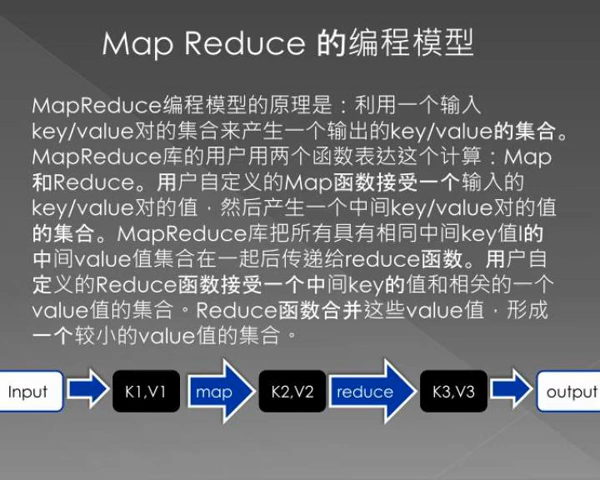 Map Reduce 的编程模型
MapReduce编程模型的原理是：利用一个输入
key/value对的集合来产生一个输出的key/value的集合。
MapReduce库的用户用两个函数表达这个计算：Map
和Reduce。用户自定义的Map函数接受一个输入的
key/value对的值，然后产生一个中间key/value对的值
的集合。MapReduce库把所有具有相同中间key值I的
中间value值集合在一起后传递给reduce函数。用户自
定义的Reduce函数接受一个中间key的值和相关的一个
value值的集合。Reduce函数合并这些value值，形成
一个较小的value值的集合。
Input K1,V1 map K2,V2 reduce K3,V3 output